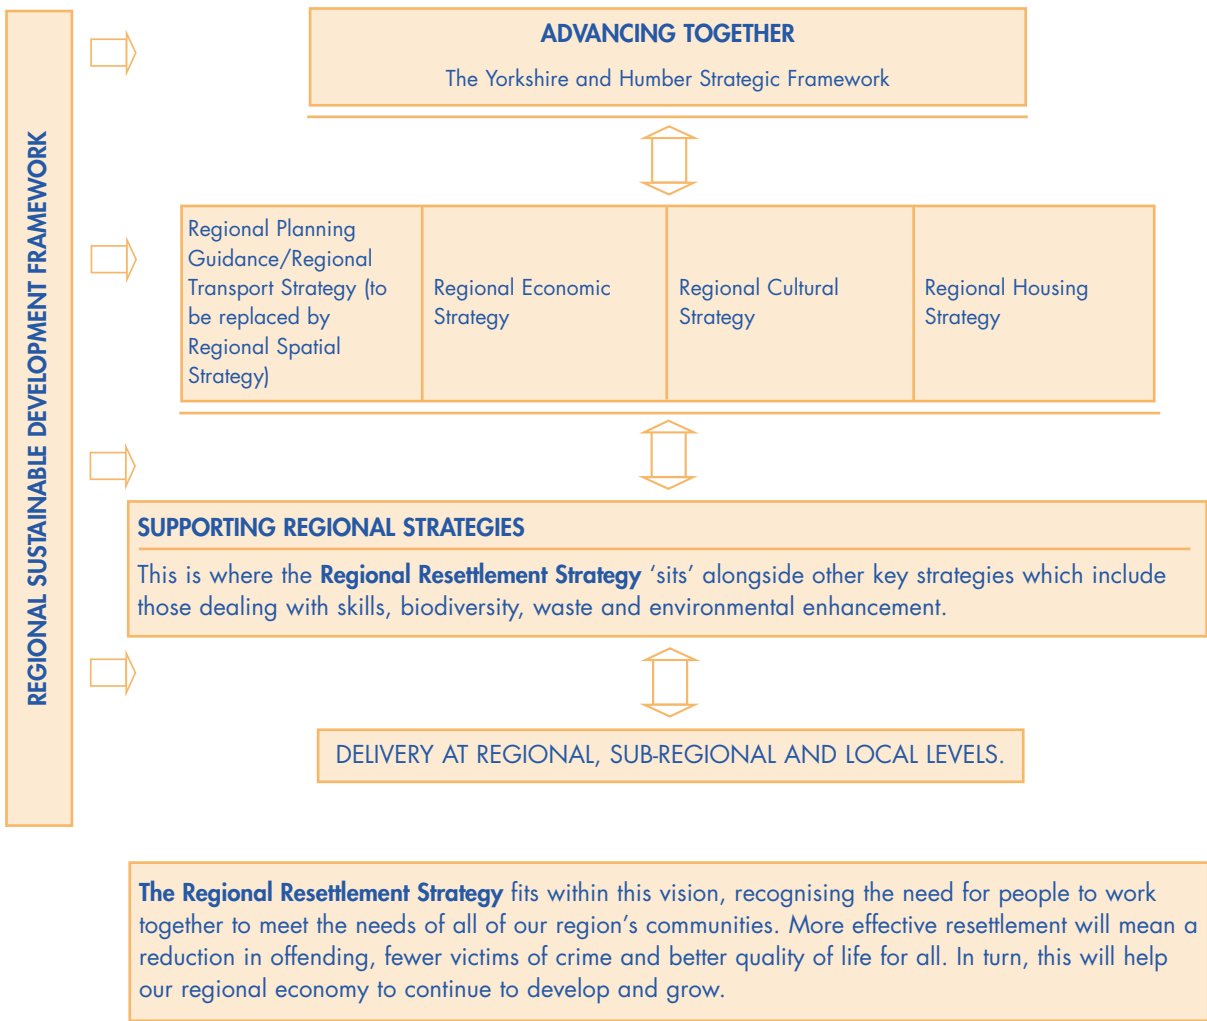 REGIONAL SUSTAINABLE DEVELOPMENT FRAMEWORK
ADVANCING TOGETHER
The Yorkshire and Humber Strategic Framework
Regional Planning
Guidance/Regional
Transport Strategy (to
be replaced by
Regional Spatial
Strategy)
Regional Economic
Strategy
Regional Cultural
Strategy
Regional Housing
Strategy
SUPPORTING REGIONAL STRATEGIES
This is where the Regional Resettlement Strategy ‘sits’ alongside other key strategies which include
those dealing with skills, biodiversity, waste and environmental enhancement.
DELIVERY AT REGIONAL, SUB-REGIONAL AND LOCAL LEVELS.
The Regional Resettlement Strategy fits within this vision, recognising the need for people to work
together to meet the needs of all of our region’s communities. More effective resettlement will mean a
reduction in offending, fewer victims of crime and better quality of life for all. In turn, this will help
our regional economy to continue to develop and grow.